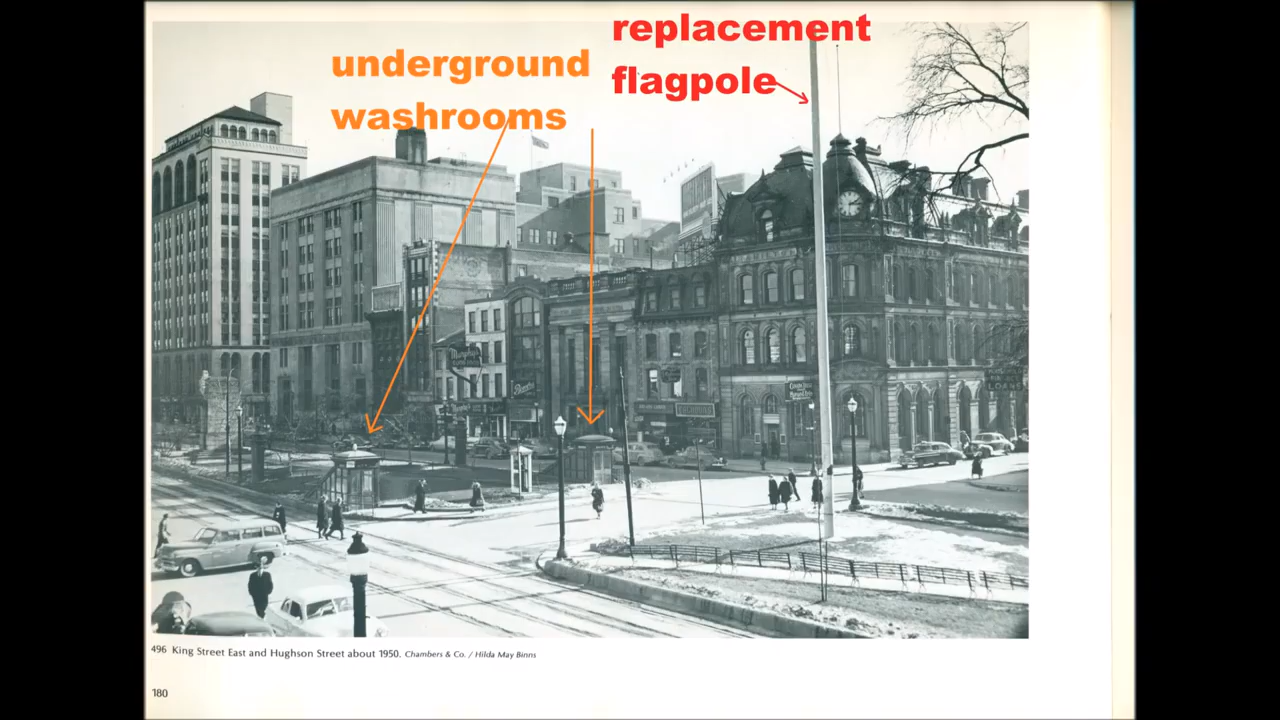 replacement
flagpole
underground
washrooms
LOANS
496 King Street East and Hughson Street about 1950. Chambers & Co. / Hilda May Binns
180